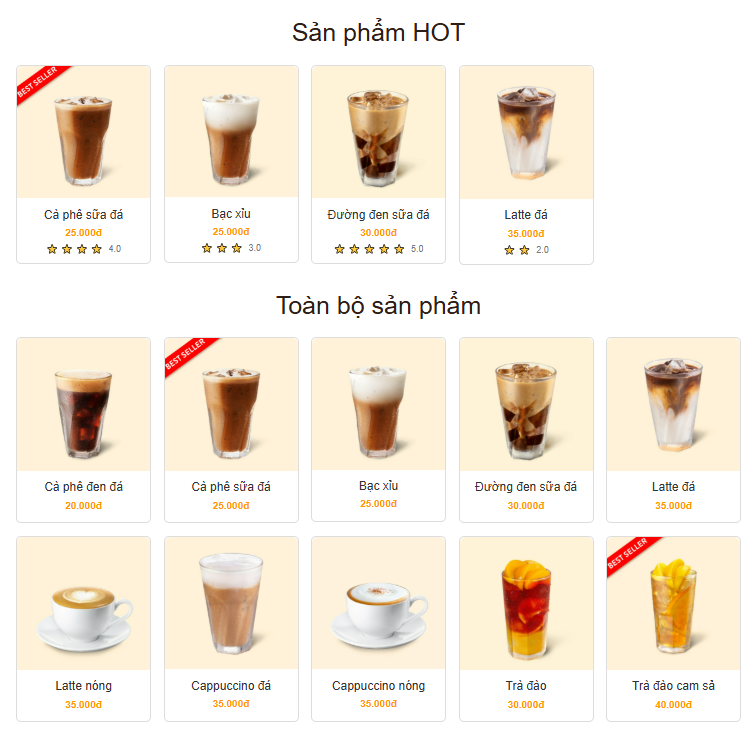 Sản phẩm HOT
BEST SELLER
Cà phê sữa đá
25.000đ
4.0
Bạc xỉu
25.000đ
3.0
Đường đen sữa đá
30.000đ
5.0
Latte đá
35.000đ
2.0
Toàn bộ sản phẩm
Cà phê đen đá
20.000đ
BEST SELLER
Cà phê sữa đá
25.000đ
Bạc xỉu
25.000đ
Đường đen sữa đá
30.000đ
Latte đá
35.000đ
Latte nóng
35.000đ
Cappuccino đá
35.000đ
Cappuccino nóng
35.000đ
Trà đào
30.000đ
BEST SELLER
Trà đào cam sả
40.000đ